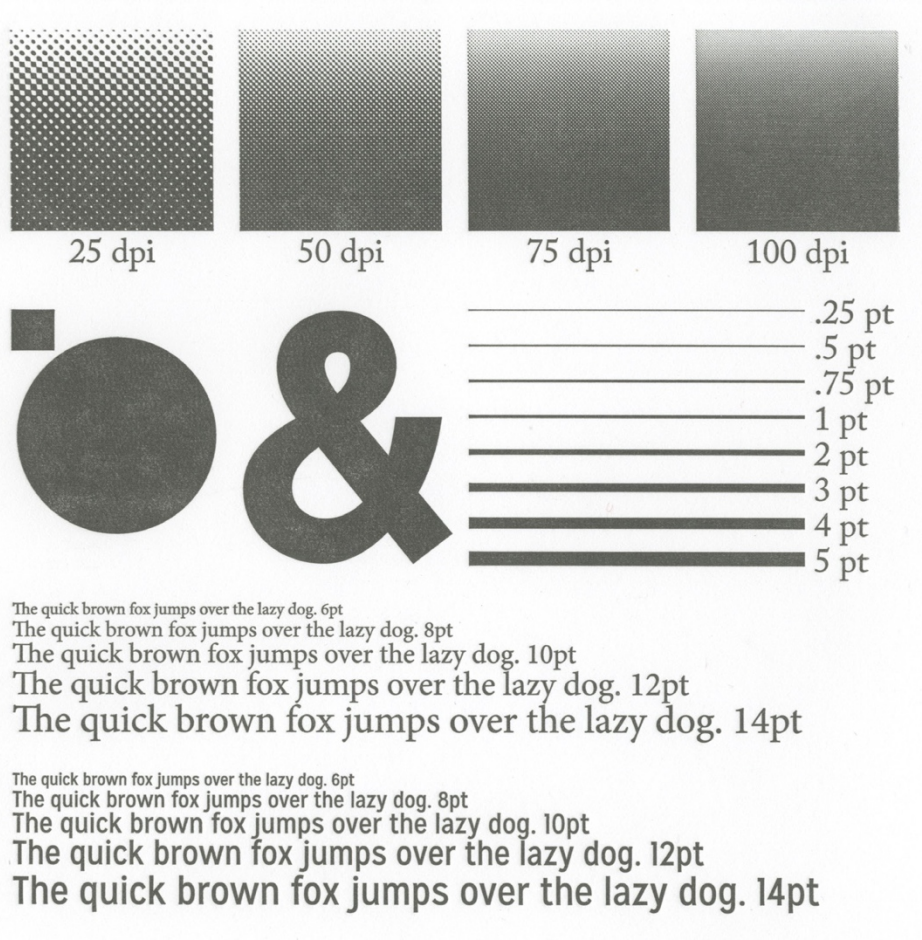 25 dpi 50 dpi 75 dpi 100 dpi
&
.25 pt
.5 pt
.75 pt
1 pt
2 pt
3 pt
4 pt
5 pt
The quick brown fox jumps over the lazy dog. 6pt
The quick brown fox jumps over the lazy dog. 8pt
The quick brown fox jumps over the lazy dog. 10pt
The quick brown fox jumps over the lazy dog. 12pt
The quick brown fox jumps over the lazy dog. 14pt
The quick brown fox jumps over the lazy dog. 6pt
The quick brown fox jumps over the lazy dog. 8pt
The quick brown fox jumps over the lazy dog. 10pt
The quick brown fox jumps over the lazy dog. 12pt
The quick brown fox jumps over the lazy dog. 14pt